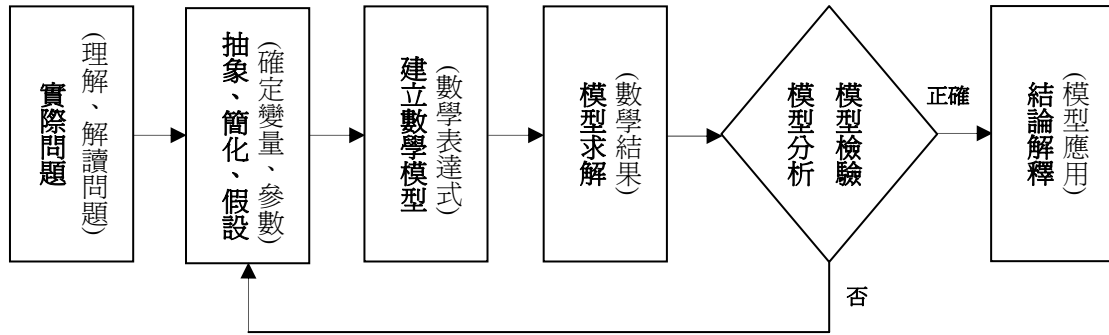 實際問題
(理解、解讀問題)
抽象、簡化、假設
(確定變量、參數)
建立數學模型
(數學表達式)
模型求解
(數學結果)
模型檢驗
模型分析
正確
否
結論解釋
(模型應用)